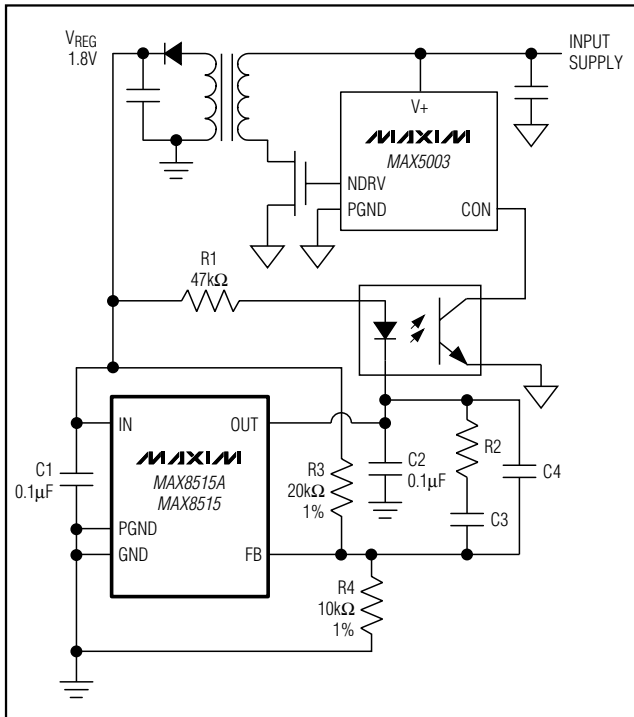 VREG
1.8V
INPUT
SUPPLY
V+
MAXIM
MAX5003
NDRV
PGND
CON
R1
47kΩ
IN
OUT
MAXIM
MAX8515A
MAX8515
C1
0.1µF
PGND
GND
FB
R3
20kΩ
1%
C2
0.1µF
R2
C4
C3
R4
10kΩ
1%